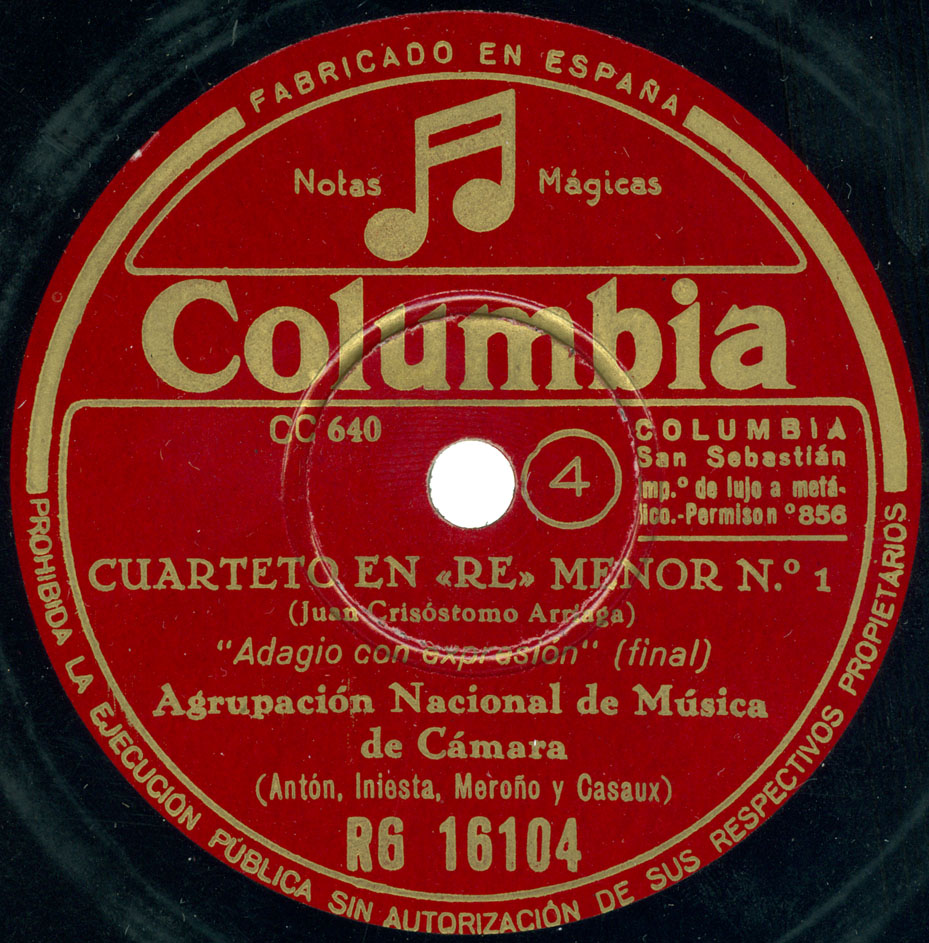 FABRICADO EN ESPAÑA
Notas Mágicas
Columbia
CC 640
4
COLUMBIA
San Sebastián
Imp.º de lujo a metá-
lico.-Permiso nº 856
CUARTETO EN «RE» MENOR N.º 1
(Juan Crisóstomo Arriaga)
"Adagio con expresión" (final)
Agrupación Nacional de Música
de Cámara
(Antón, Iniesta, Meroño y Casaux)
RG 16104
PROHIBIDA LA EJECUCIÓN PÚBLICA SIN AUTORIZACIÓN DE SUS RESPECTIVOS PROPIETARIOS